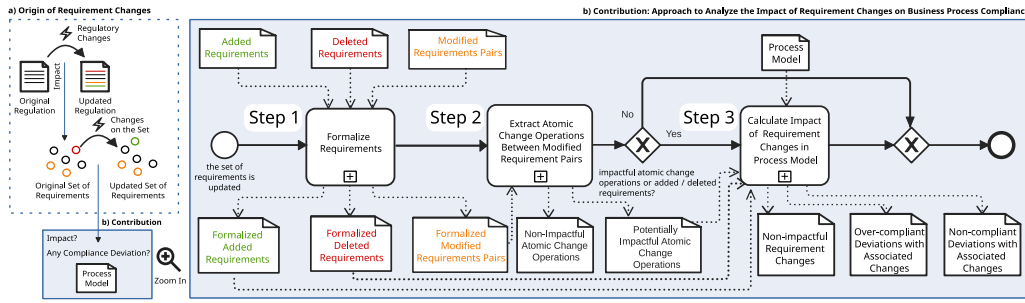 a) Origin of Requirement Changes
Regulatory
Changes
Impact
Original
Regulation
Updated
Regulation
Changes
on the Set
Original Set of
Requirements
Updated Set of
Requirements
b) Contribution
Impact?
Any Compliance Deviation?
Process
Model
Zoom In
b) Contribution: Approach to Analyze the Impact of Requirement Changes on Business Process Complianc
Added
Requirements
Deleted
Requirements
Modified
Requirements Pairs
Process
Model
Step 1
Formalize
Requirements
Step 2
Extract Atomic
Change Operations
Between Modified
Requirement Pairs
No
Yes
Step 3
Calculate Impact
of Requirement
Changes in
Process Model
the set of
requirements is
updated
impactful atomic change
operations or added / deleted
requirements?
Formalized
Added
Requirements
Formalized
Deleted
Requirements
Formalized
Modified
Requirements Pairs
Non-Impactful
Atomic Change
Operations
Potentially
Impactful Atomic
Change
Operations
Non-impactful
Requirement
Changes
Over-compliant
Deviations with
Associated
Changes
Non-compliant
Deviations with
Associated
Changes